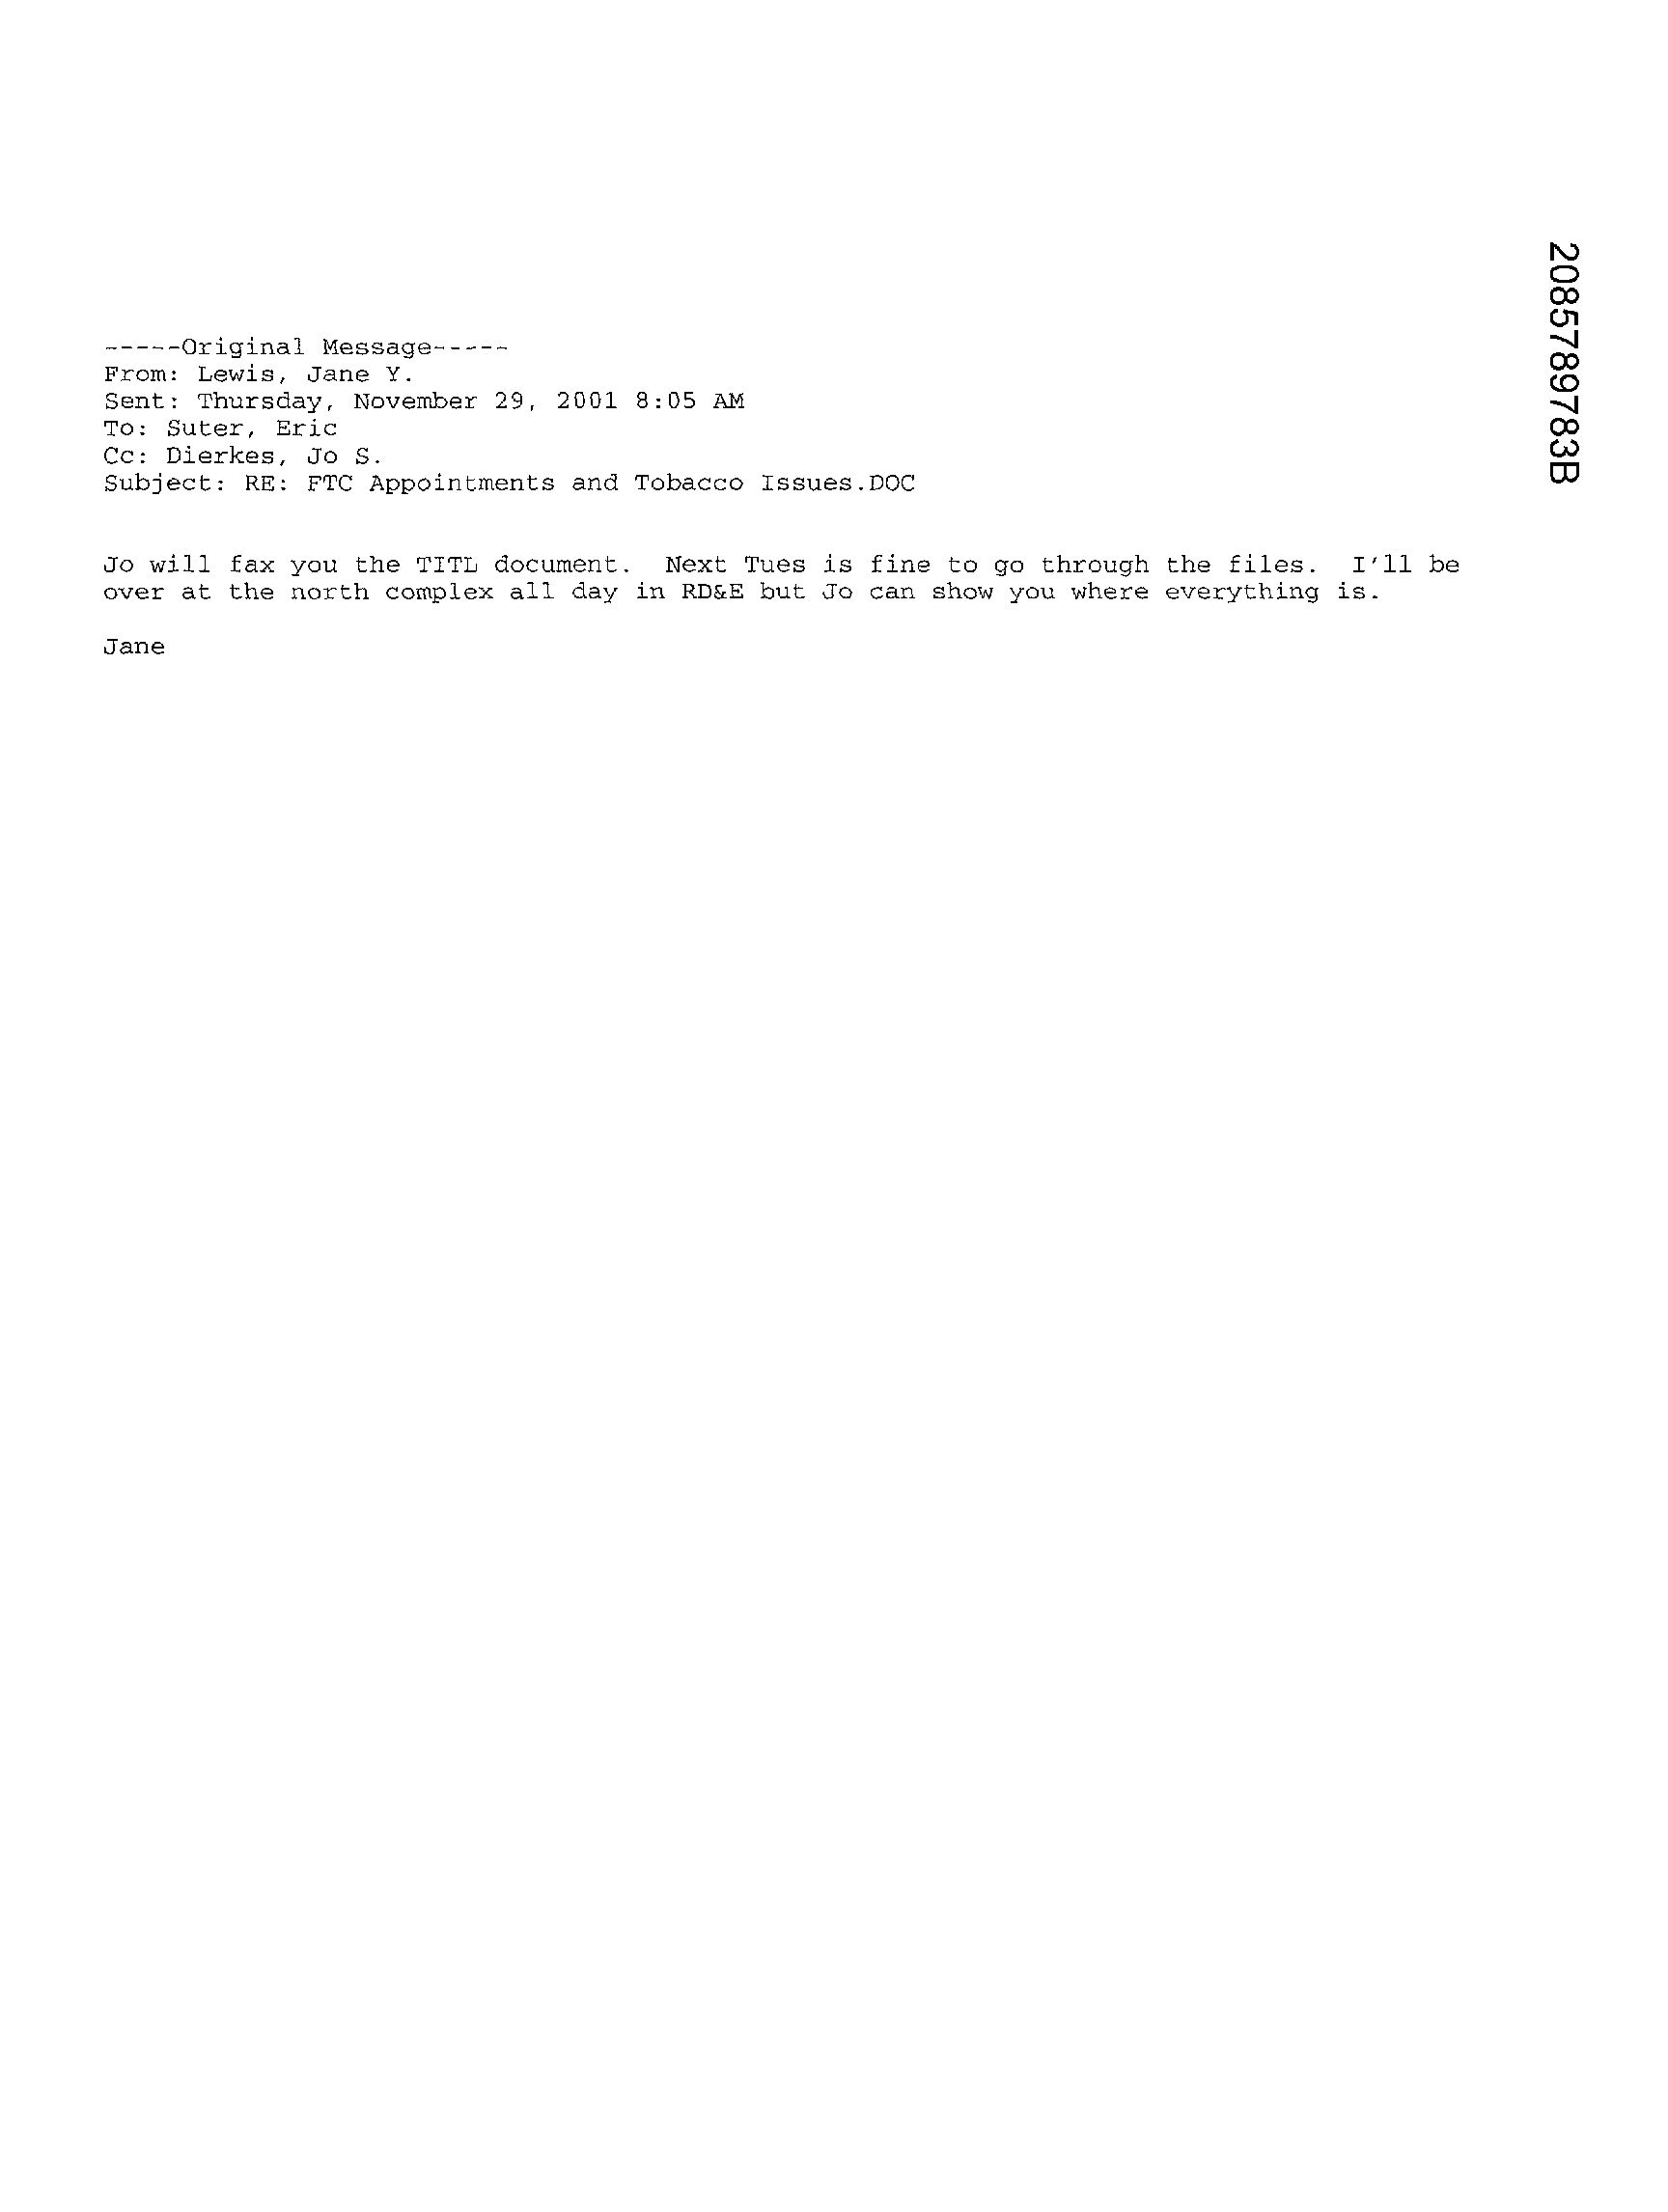 2085789783B
-----Original Message-----
From: Lewis, Jane Y.
Sent: Thursday, November 29, 2001 8:05 AM
To: Suter, Eric
Cc: Dierkes, Jo S.
Subject: RE: FTC Appointments and Tobacco Issues.DOC
Jo will fax you the TITL document.  Next Tues is fine to go through the files.  I'll be
over at the north complex all day in RD&E but Jo can show you where everything is.
Jane